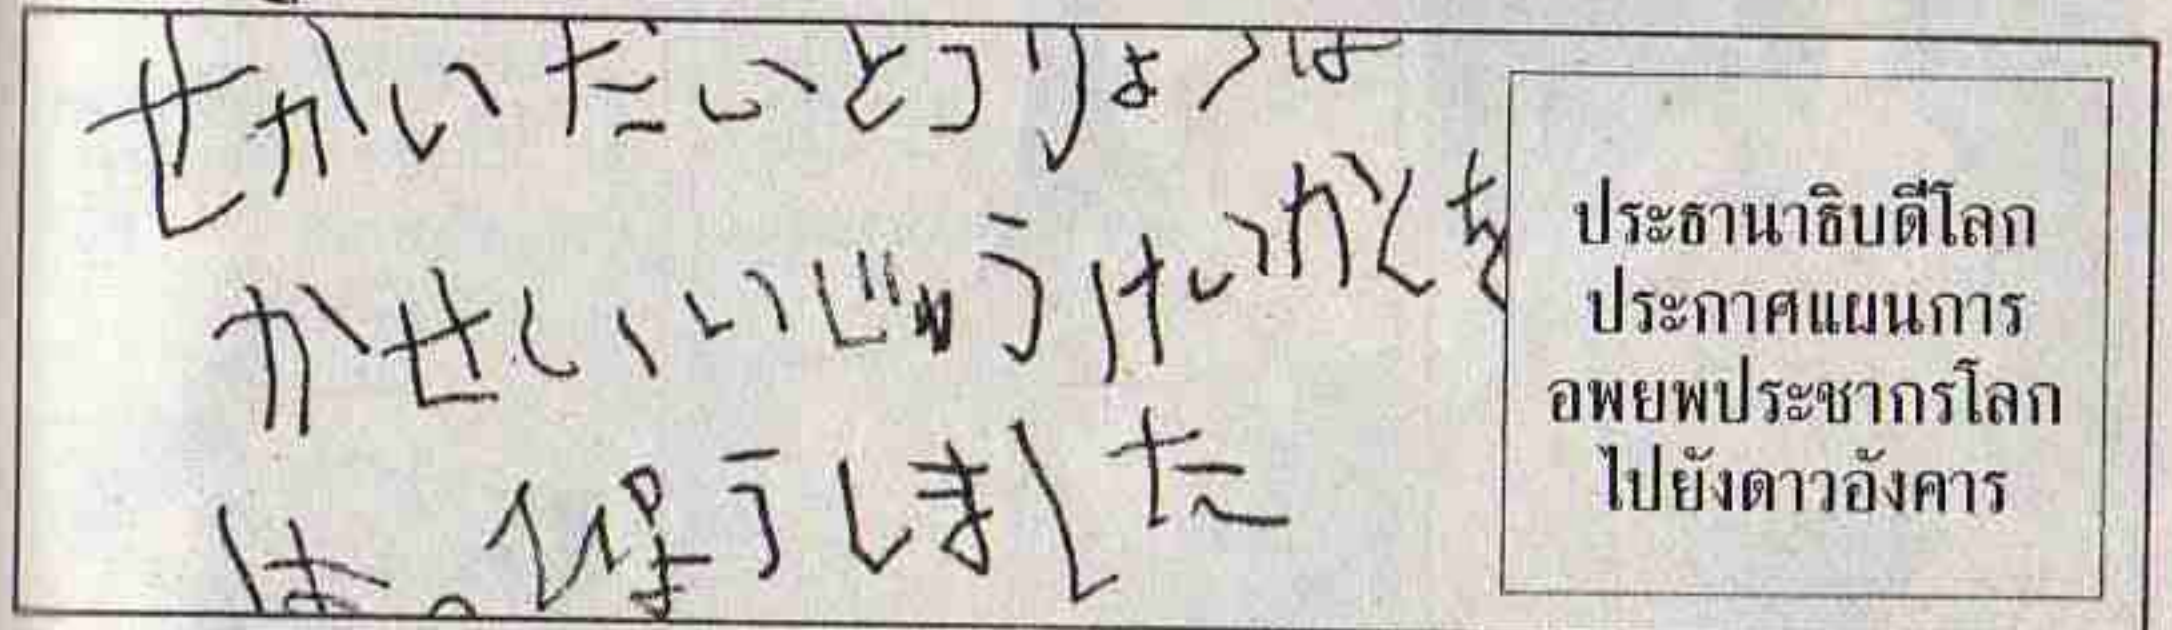 せかいだいとうりょうは
かせいいじゅうけいかくを
はっぴょうしました
ประธานาธิบดีโลก
ประกาศแผนการ
อพยพประชากรโลก
ไปยังดาวอังคาร